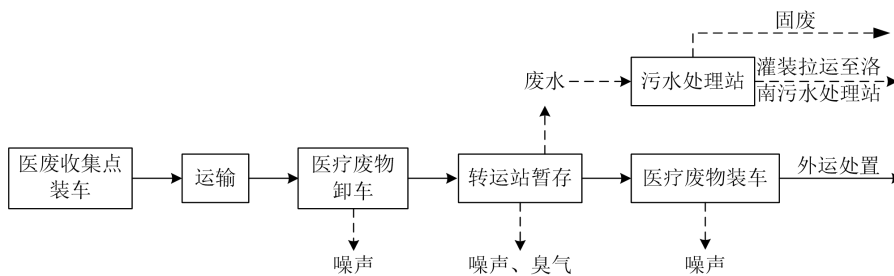 固废
废水
污水处理站
灌装拉运至洛
南污水处理站
医废收集点
装车
运输
医疗废物
卸车
转运站暂存
医疗废物装车
外运处置
噪声
噪声、臭气
噪声